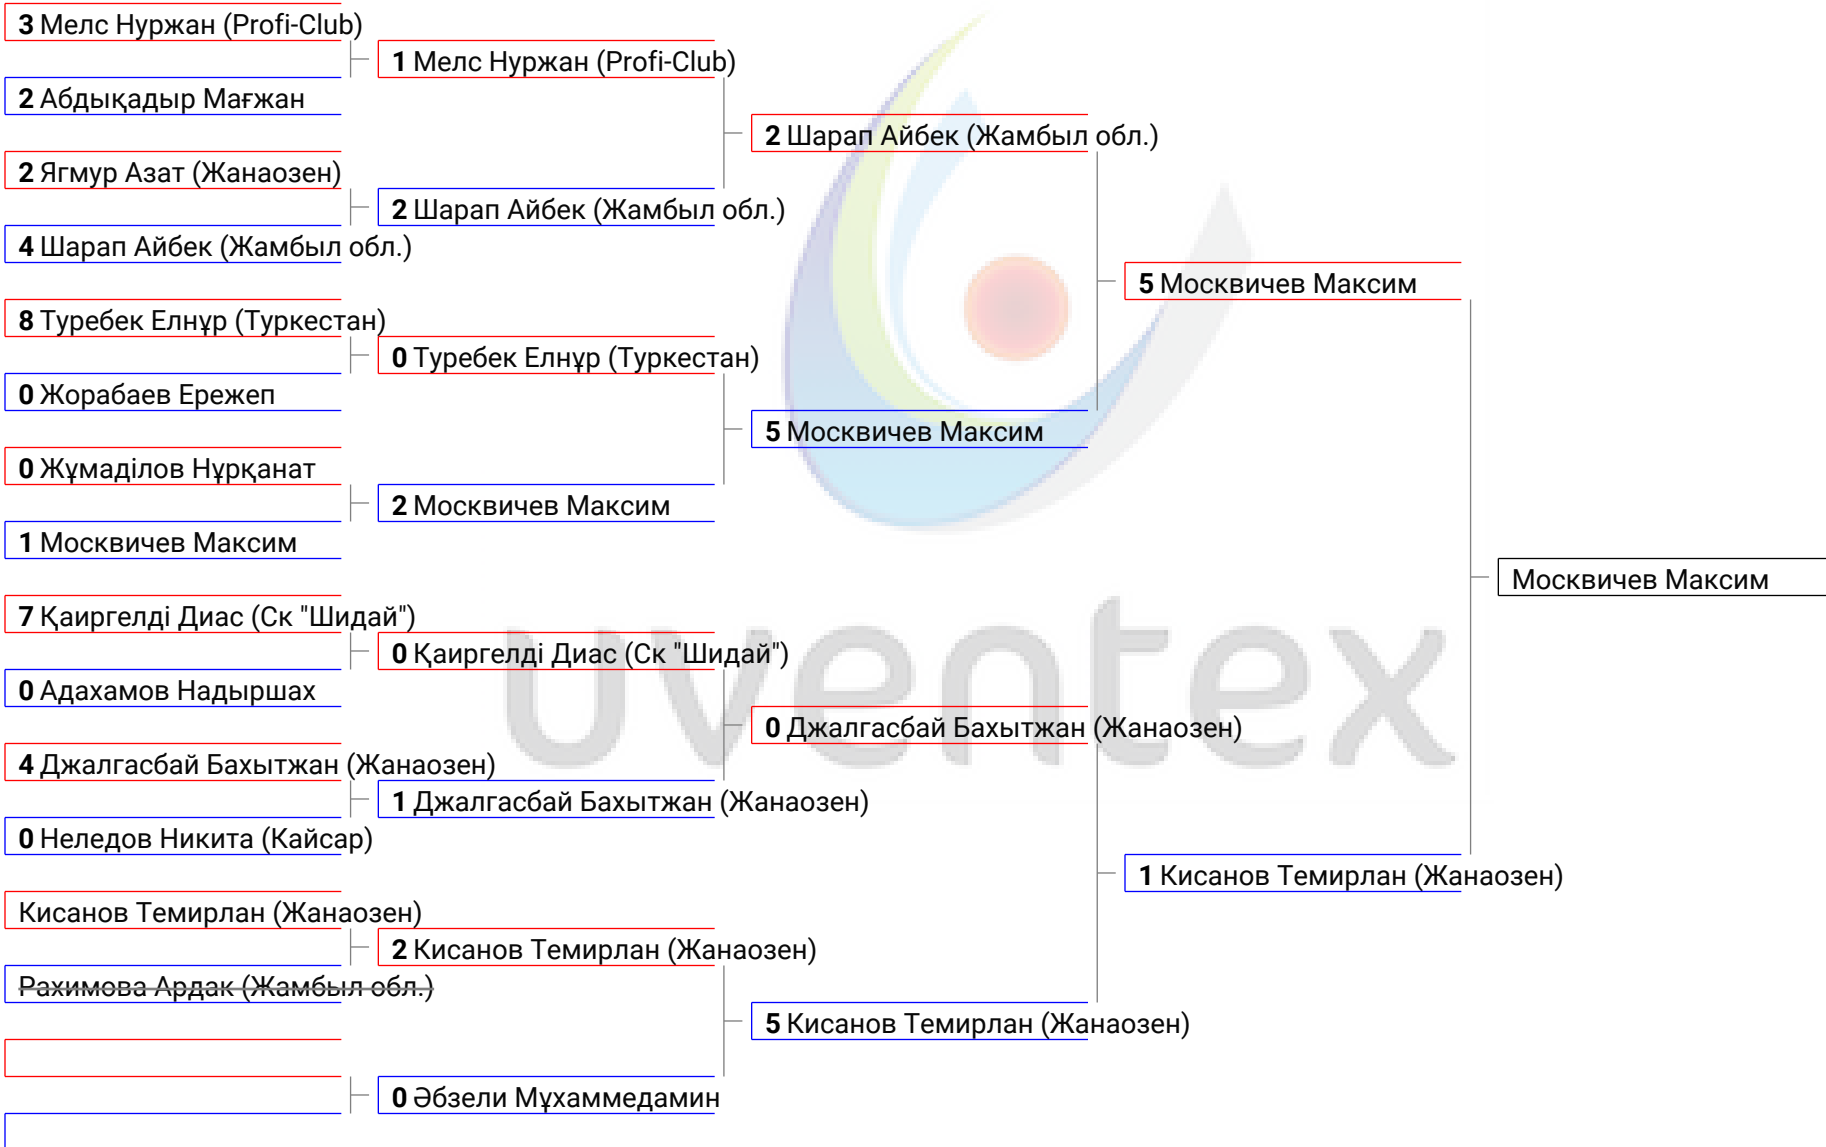 3 Мелс Нуржан (Profi-Club)
2 Абдықадыр Мағжан
2 Ягмур Азат (Жанаозен)
4 Шарап Айбек (Жамбыл обл.)
8 Туребек Елнұр (Туркестан)
0 Жорабаев Ережеп
0 Жұмаділов Нұрқанат
1 Москвичев Максим
7 Қаиргелді Диас (Ск "Шидай")
0 Адахамов Надыршах
4 Джалгасбай Бахытжан (Жанаозен)
0 Неледов Никита (Кайсар)
Кисанов Темирлан (Жанаозен)
Рахимова Ардак (Жамбыл обл.)
1 Мелс Нуржан (Profi-Club)
2 Шарап Айбек (Жамбыл обл.)
0 Туребек Елнұр (Туркестан)
2 Москвичев Максим
0 Қаиргелді Диас (Ск "Шидай")
1 Джалгасбай Бахытжан (Жанаозен)
2 Кисанов Темирлан (Жанаозен)
0 Әбзели Мұхаммедамин
2 Шарап Айбек (Жамбыл обл.)
5 Москвичев Максим
0 Джалгасбай Бахытжан (Жанаозен)
5 Кисанов Темирлан (Жанаозен)
5 Москвичев Максим
1 Кисанов Темирлан (Жанаозен)
Москвичев Максим
uventex